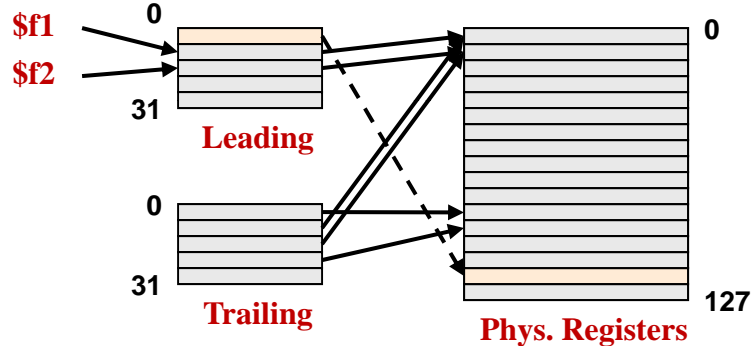 $f1
$f2
0
31
Leading
0
31
Trailing
0
127
Phys. Registers